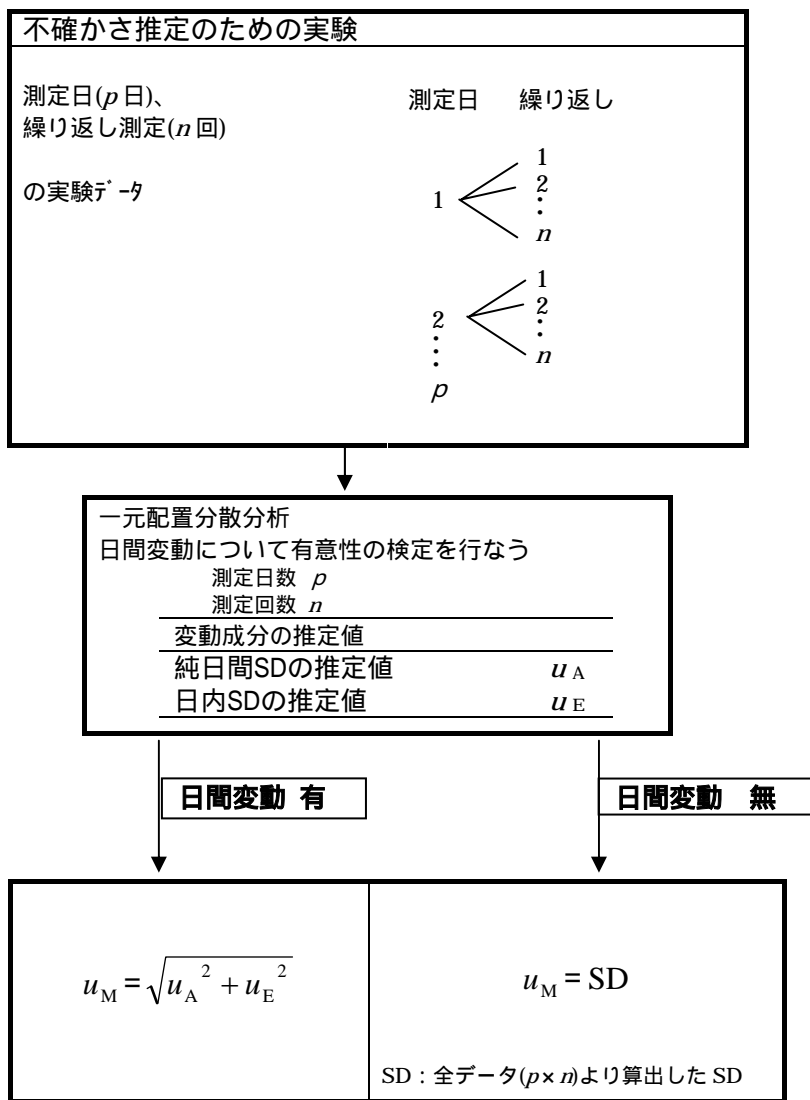 不確かさ推定のための実験
測定日(p日)、
繰り返し測定(n回)
の実験ﾃﾞｰﾀ
測定日 繰り返し
1
1
2
:
n
2
1
2
:
n
:
:
p
一元配置分散分析
日間変動について有意性の検定を行なう
測定日数 p
測定回数 n
変動成分の推定値
純日間SDの推定値 uA
日内SDの推定値 uE
日間変動 有
日間変動 無
uM = √(uA² + uE²)
uM = SD
SD：全データ(p×n)より算出した SD